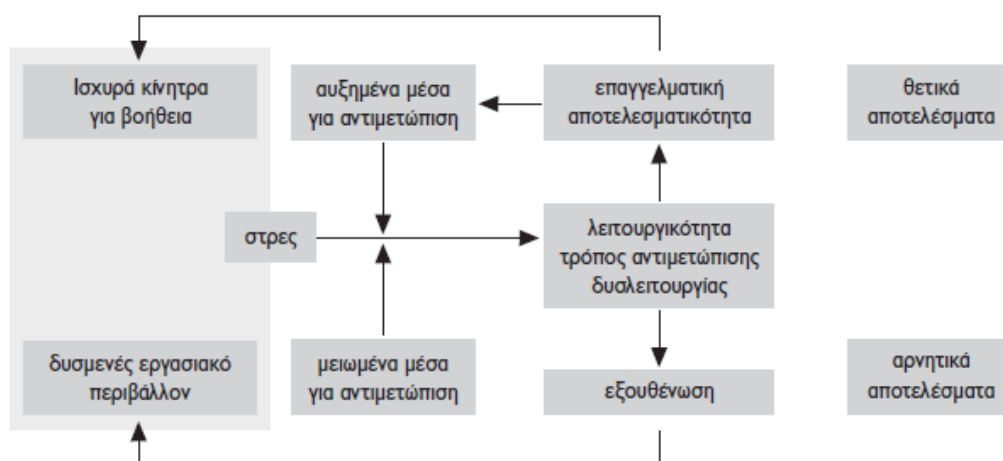 Ισχυρά κίνητρα
για βοήθεια
αυξημένα μέσα
για αντιμετώπιση
επαγγελματική
αποτελεσματικότητα
θετικά
αποτελέσματα
στρες
λειτουργικότητα
τρόπος αντιμετώπισης
δυσλειτουργίας
δυσμενές εργασιακό
περιβάλλον
μειωμένα μέσα
για αντιμετώπιση
εξουθένωση
αρνητικά
αποτελέσματα